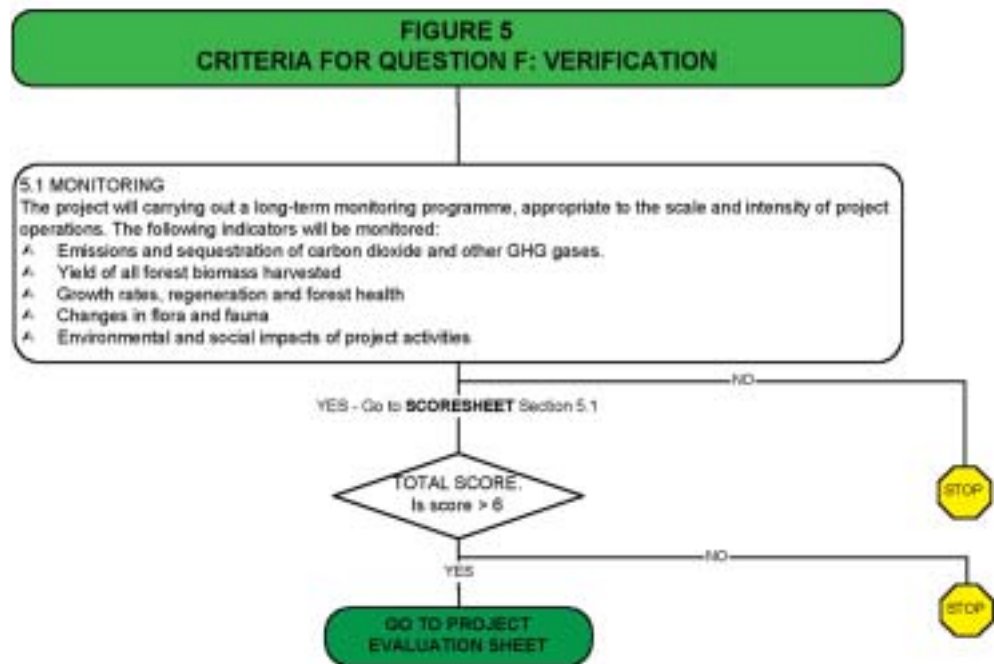 FIGURE 5
CRITERIA FOR QUESTION F: VERIFICATION
5.1 MONITORING
The project will carrying out a long-term monitoring programme, appropriate to the scale and intensity of project
operations. The following indicators will be monitored:
Emissions and sequestration of carbon dioxide and other GHG gases.
Yield of all forest biomass harvested
Growth rates, regeneration and forest health
Changes in flora and fauna
Environmental and social impacts of project activities
NO
YES - Go to SCORESHEET Section 5.1
TOTAL SCORE.
Is score > 6
STOP
NO
YES
STOP
GO TO PROJECT
EVALUATION SHEET